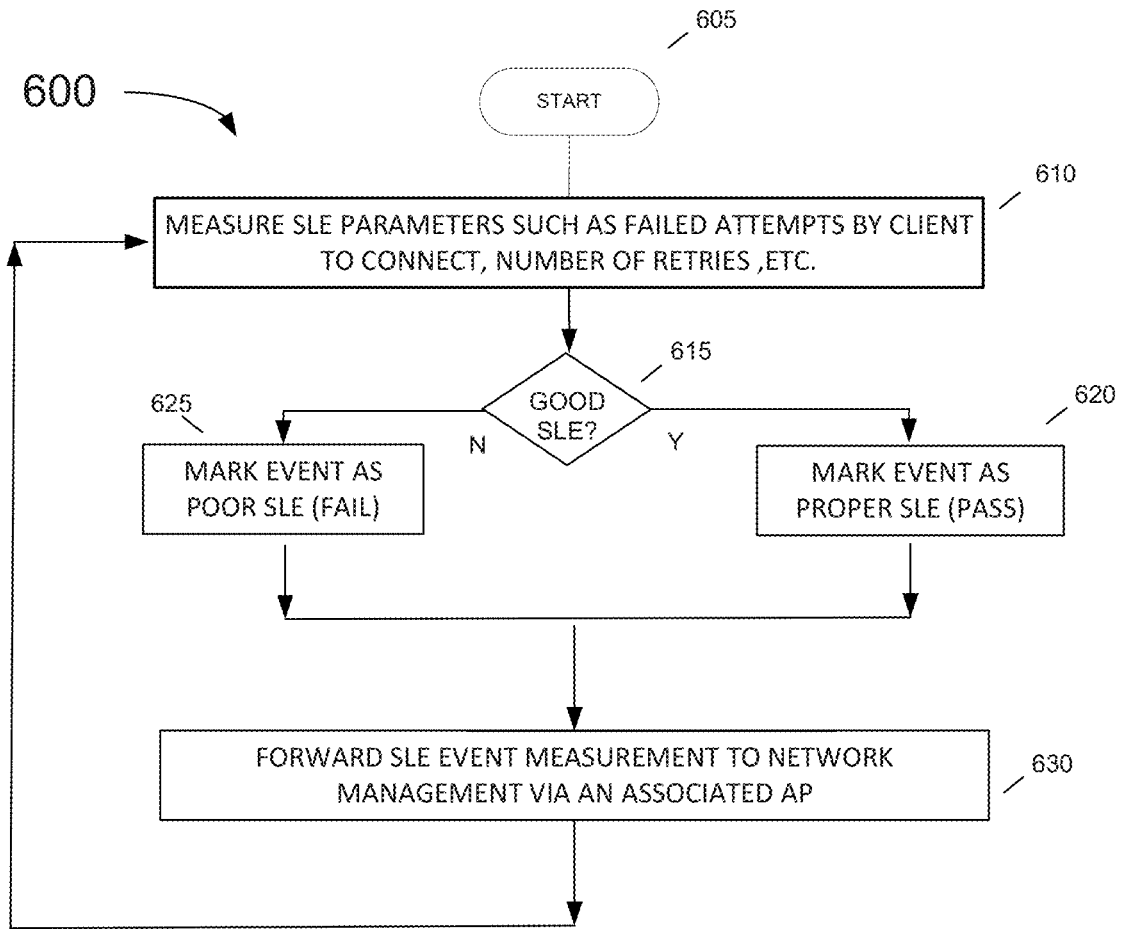 605
600
START
610
MEASURE SLE PARAMETERS SUCH AS FAILED ATTEMPTS BY CLIENT
TO CONNECT, NUMBER OF RETRIES ,ETC.
615
GOOD
SLE?
N
Y
625
620
MARK EVENT AS
POOR SLE (FAIL)
MARK EVENT AS
PROPER SLE (PASS)
FORWARD SLE EVENT MEASUREMENT TO NETWORK
MANAGEMENT VIA AN ASSOCIATED AP
630